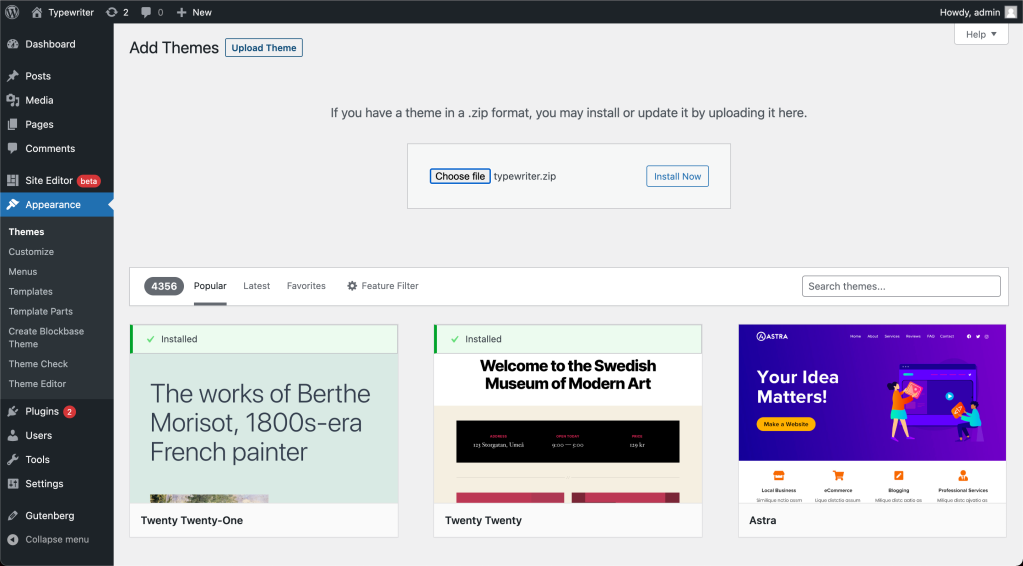 Typewriter 2 0 New Howdy, admin
Help
Dashboard
Posts
Media
Pages
Comments
Site Editor beta
Appearance
Themes
Customize
Menus
Templates
Template Parts
Create Blockbase
Theme
Theme Check
Theme Editor
Plugins 2
Users
Tools
Settings
Gutenberg
Collapse menu
Add Themes Upload Theme
If you have a theme in a .zip format, you may install or update it by uploading it here.
Choose file typewriter.zip Install Now
4356 Popular Latest Favorites Feature Filter Search themes...
Installed
The works of Berthe
Morisot, 1800s-era
French painter
Twenty Twenty-One
Installed
Welcome to the Swedish
Museum of Modern Art
ADDRESS OPEN TODAY PRICE
123 Storgatan, Umeå 9:00 — 5:00 129 kr
Twenty Twenty
ASTRA Home About Services Reviews FAQ Contact
Your Idea
Matters!
Make a Website
Local Business eCommerce Blogging Professional Services
Astra